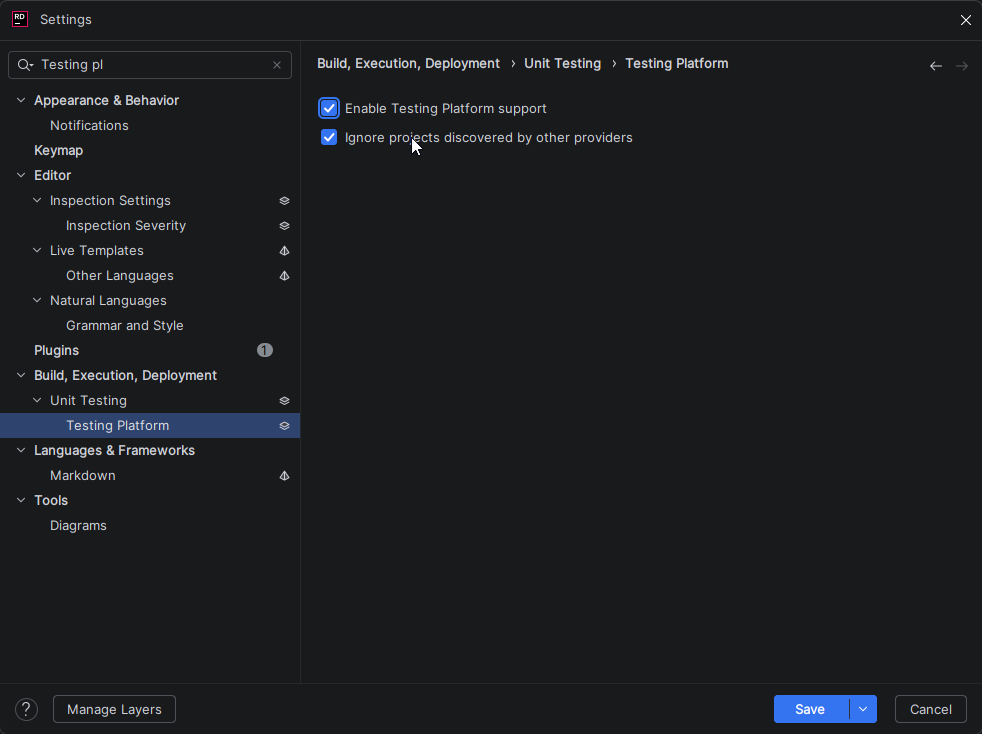 RD
Settings
Testing pl
Appearance & Behavior
Notifications
Keymap
Editor
Inspection Settings
Inspection Severity
Live Templates
Other Languages
Natural Languages
Grammar and Style
Plugins 1
Build, Execution, Deployment
Unit Testing
Testing Platform
Languages & Frameworks
Markdown
Tools
Diagrams
Build, Execution, Deployment › Unit Testing › Testing Platform
Enable Testing Platform support
Ignore projects discovered by other providers
? Manage Layers Save Cancel